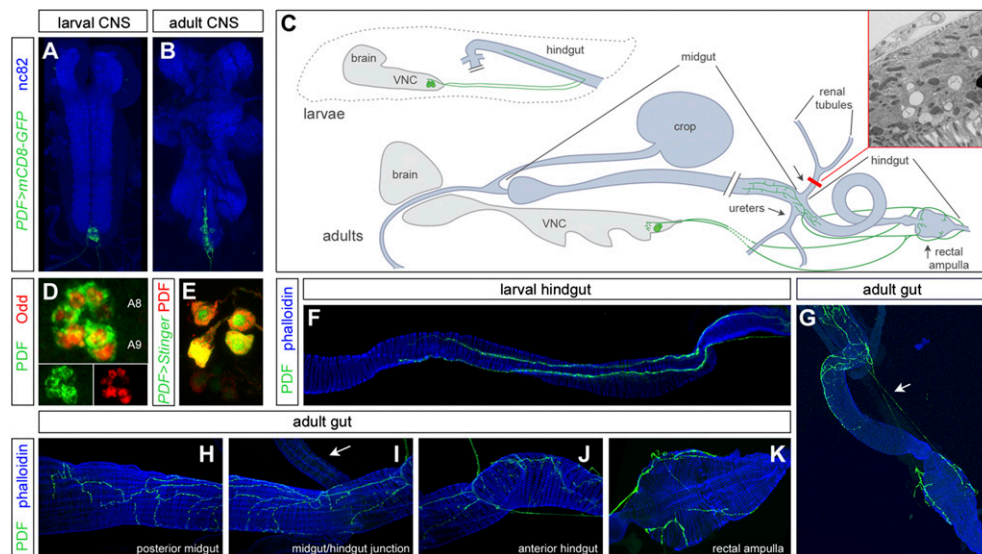 larval CNS
adult CNS
PDF>mCD8-GFP nc82
A
B
C
brain
VNC
hindgut
larvae
midgut
crop
renal
tubules
hindgut
brain
VNC
adults
ureters
rectal
ampulla
PDF Odd
D
A8
A9
PDF>Stinger PDF
E
larval hindgut
PDF phalloidin
F
adult gut
G
adult gut
PDF phalloidin
H
posterior midgut
I
midgut/hindgut junction
J
anterior hindgut
K
rectal ampulla